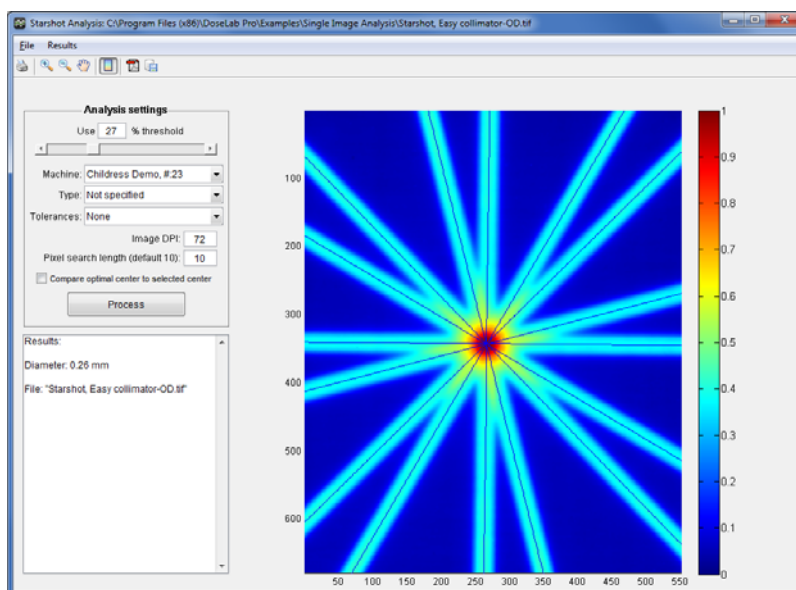 Starshot Analysis: C:\Program Files (x86)\DoseLab Pro\Examples\Single Image Analysis\Starshot, Easy collimator-OD.tif
File Results
Analysis settings
Use 27 % threshold
Machine: Childress Demo, #:23
Type: Not specified
Tolerances: None
Image DPI: 72
Pixel search length (default 10): 10
Compare optimal center to selected center
Process
Results:
Diameter: 0.26 mm
File: "Starshot, Easy collimator-OD.tif"
100
200
300
400
500
600
50 100 150 200 250 300 350 400 450 500 550
1
0.9
0.8
0.7
0.6
0.5
0.4
0.3
0.2
0.1
0